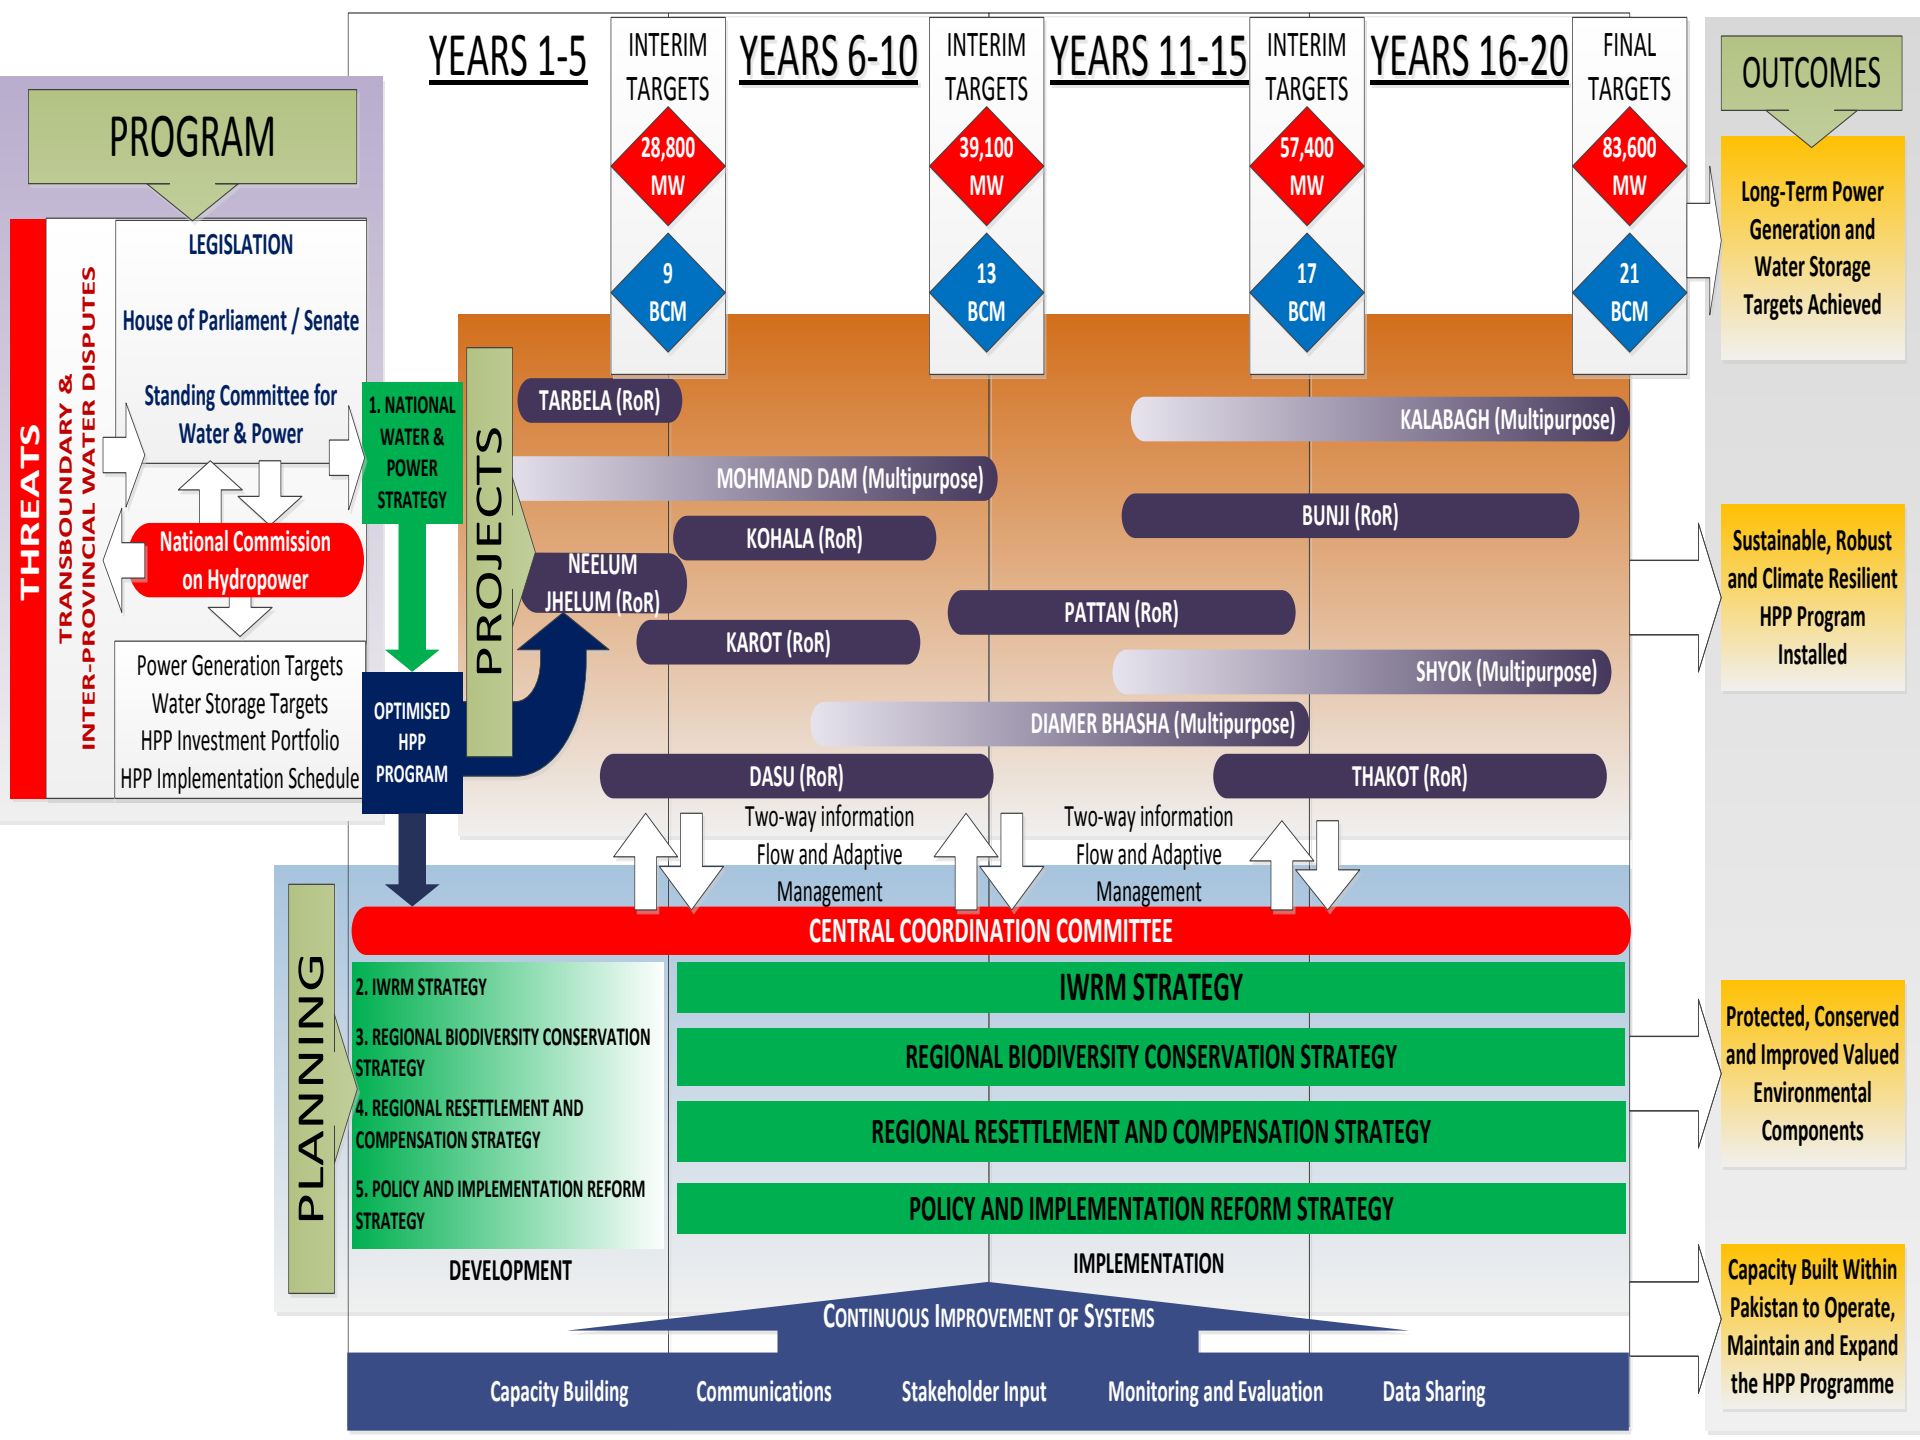 YEARS 1-5
INTERIM
TARGETS
28,800
MW
9
BCM
YEARS 6-10
INTERIM
TARGETS
39,100
MW
13
BCM
YEARS 11-15
INTERIM
TARGETS
57,400
MW
17
BCM
YEARS 16-20
FINAL
TARGETS
83,600
MW
21
BCM
OUTCOMES
Long-Term Power
Generation and
Water Storage
Targets Achieved
Sustainable, Robust
and Climate Resilient
HPP Program
Installed
Protected, Conserved
and Improved Valued
Environmental
Components
Capacity Built Within
Pakistan to Operate,
Maintain and Expand
the HPP Programme
PROGRAM
THREATS
TRANSBOUNDARY &
INTER-PROVINCIAL WATER DISPUTES
LEGISLATION
House of Parliament / Senate
Standing Committee for
Water & Power
National Commission
on Hydropower
Power Generation Targets
Water Storage Targets
HPP Investment Portfolio
HPP Implementation Schedule
1. NATIONAL
WATER &
POWER
STRATEGY
OPTIMISED
HPP
PROGRAM
PROJECTS
TARBELA (RoR)
KALABAGH (Multipurpose)
MOHMAND DAM (Multipurpose)
BUNJI (RoR)
KOHALA (RoR)
NEELUM
JHELUM (RoR)
PATTAN (RoR)
KAROT (RoR)
SHYOK (Multipurpose)
DIAMER BHASHA (Multipurpose)
DASU (RoR)
THAKOT (RoR)
Two-way information
Flow and Adaptive
Management
Two-way information
Flow and Adaptive
Management
PLANNING
CENTRAL COORDINATION COMMITTEE
2. IWRM STRATEGY
3. REGIONAL BIODIVERSITY CONSERVATION
STRATEGY
4. REGIONAL RESETTLEMENT AND
COMPENSATION STRATEGY
5. POLICY AND IMPLEMENTATION REFORM
STRATEGY
DEVELOPMENT
IWRM STRATEGY
REGIONAL BIODIVERSITY CONSERVATION STRATEGY
REGIONAL RESETTLEMENT AND COMPENSATION STRATEGY
POLICY AND IMPLEMENTATION REFORM STRATEGY
IMPLEMENTATION
CONTINUOUS IMPROVEMENT OF SYSTEMS
Capacity Building
Communications
Stakeholder Input
Monitoring and Evaluation
Data Sharing